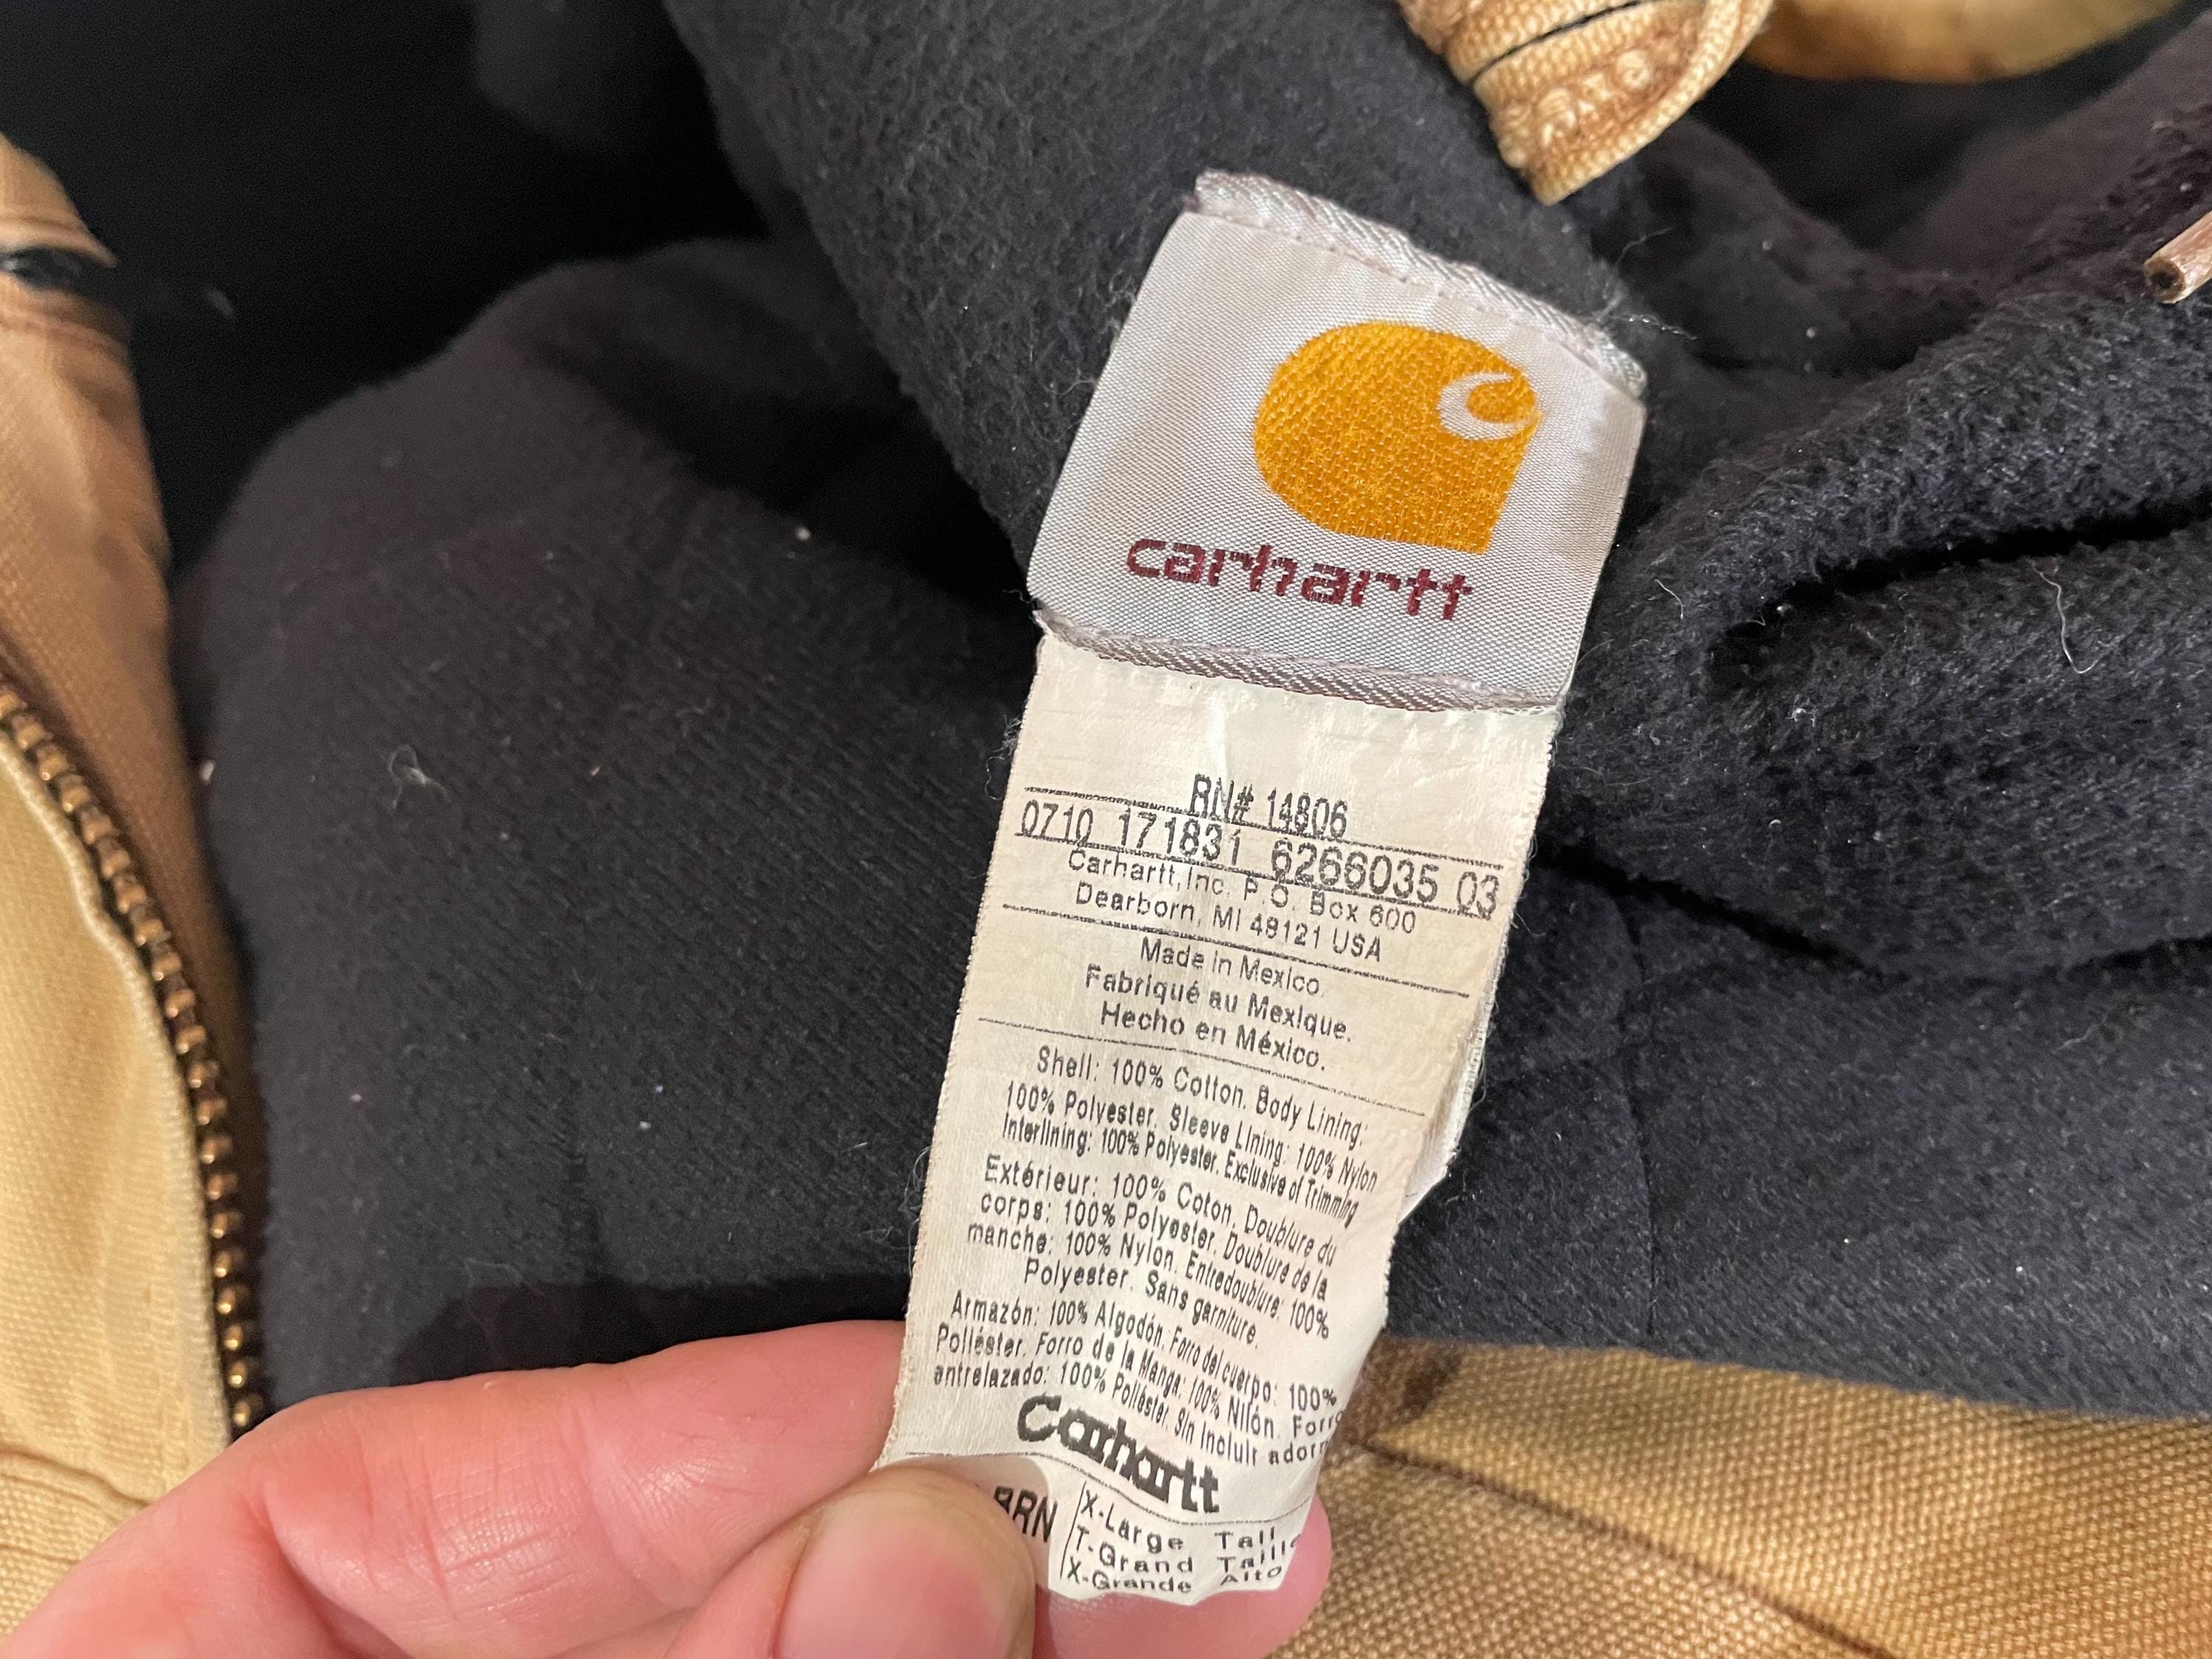 carhartt
RN# 14806
0710 171831 6266035 03
Carhartt, Inc. P.O. Box 600
Dearborn, MI 48121 USA
Made in Mexico.
Fabriqué au Mexique.
Hecho en México.
Shell: 100% Cotton. Body Lining:
100% Polyester. Sleeve Lining: 100% Nylon
Interlining: 100% Polyester. Exclusive of Trimming
Extérieur: 100% Coton. Doublure du
corps: 100% Polyester. Doublure de la
manche: 100% Nylon. Entredoublure: 100%
Polyester. Sans garniture.
Armazón: 100% Algodón. Forro del cuerpo: 100%
Poliéster. Forro de la Manga: 100% Nilón. Forro
entrelazado: 100% Poliéster. Sin incluir
Carhartt
BRN
X-Large Tall
T-Grand Taille
X-Grande Alto